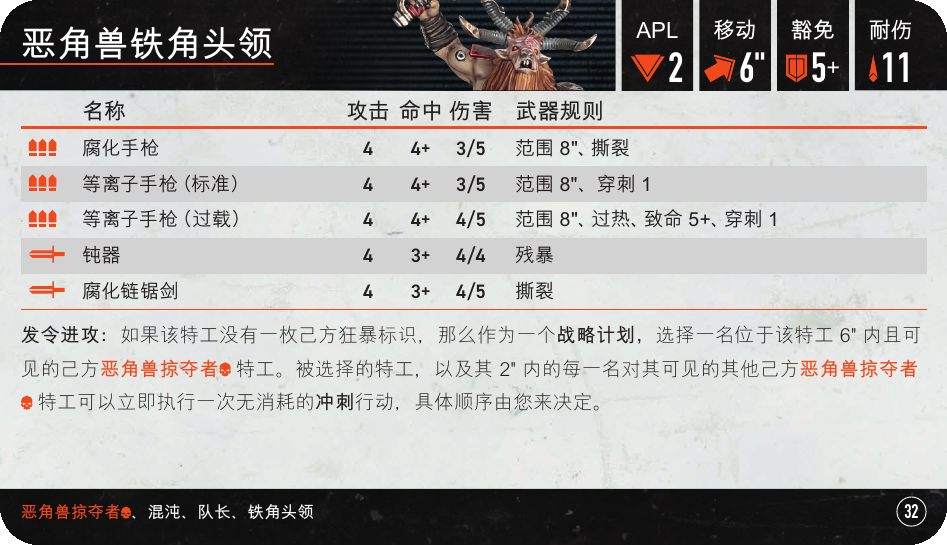 恶角兽铁角头领
APL 移动 豁免 耐伤
2 6" 5+ 11
名称 攻击 命中 伤害 武器规则
腐化手枪 4 4+ 3/5 范围 8"、撕裂
等离子手枪（标准） 4 4+ 3/5 范围 8"、穿刺 1
等离子手枪（过载） 4 4+ 4/5 范围 8"、过热、致命 5+、穿刺 1
钝器 4 3+ 4/4 残暴
腐化链锯剑 4 3+ 4/5 撕裂
发令进攻：如果该特工没有一枚己方狂暴标识，那么作为一个战略计划，选择一名位于该特工 6" 内且可
见的己方恶角兽掠夺者 特工。被选择的特工，以及其 2" 内的每一名对其可见的其他己方恶角兽掠夺者
特工可以立即执行一次无消耗的冲刺行动，具体顺序由您来决定。
恶角兽掠夺者、混沌、队长、铁角头领
32